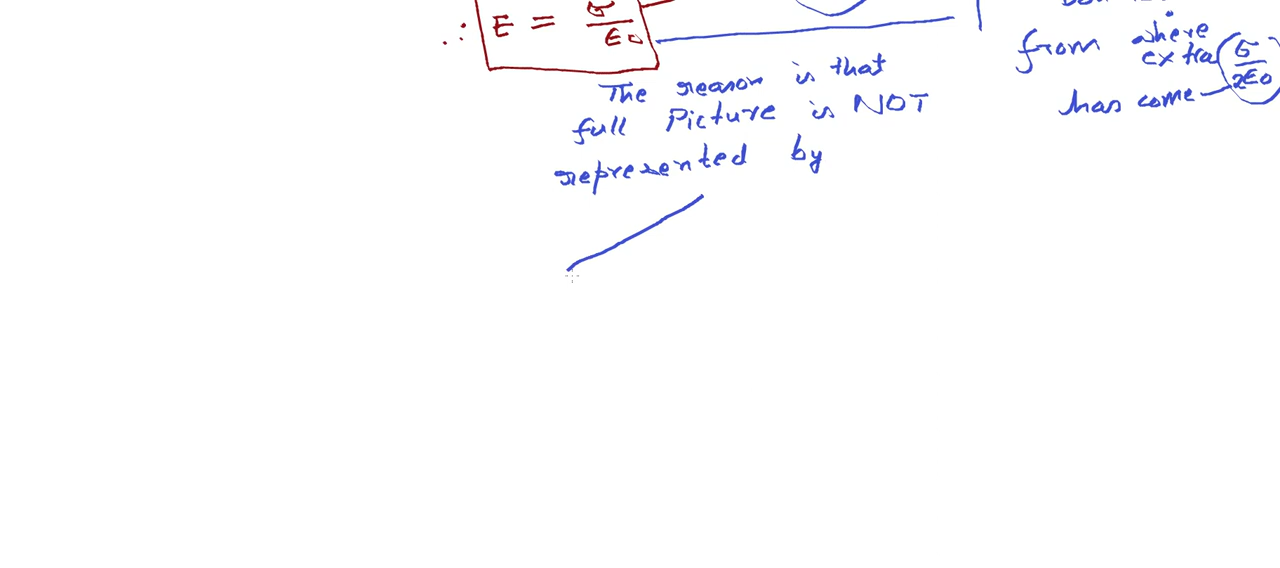 ∴ E = σ/ε0
The reason is that
full Picture is NOT
represented by
from where
extra σ/2ε0
has come